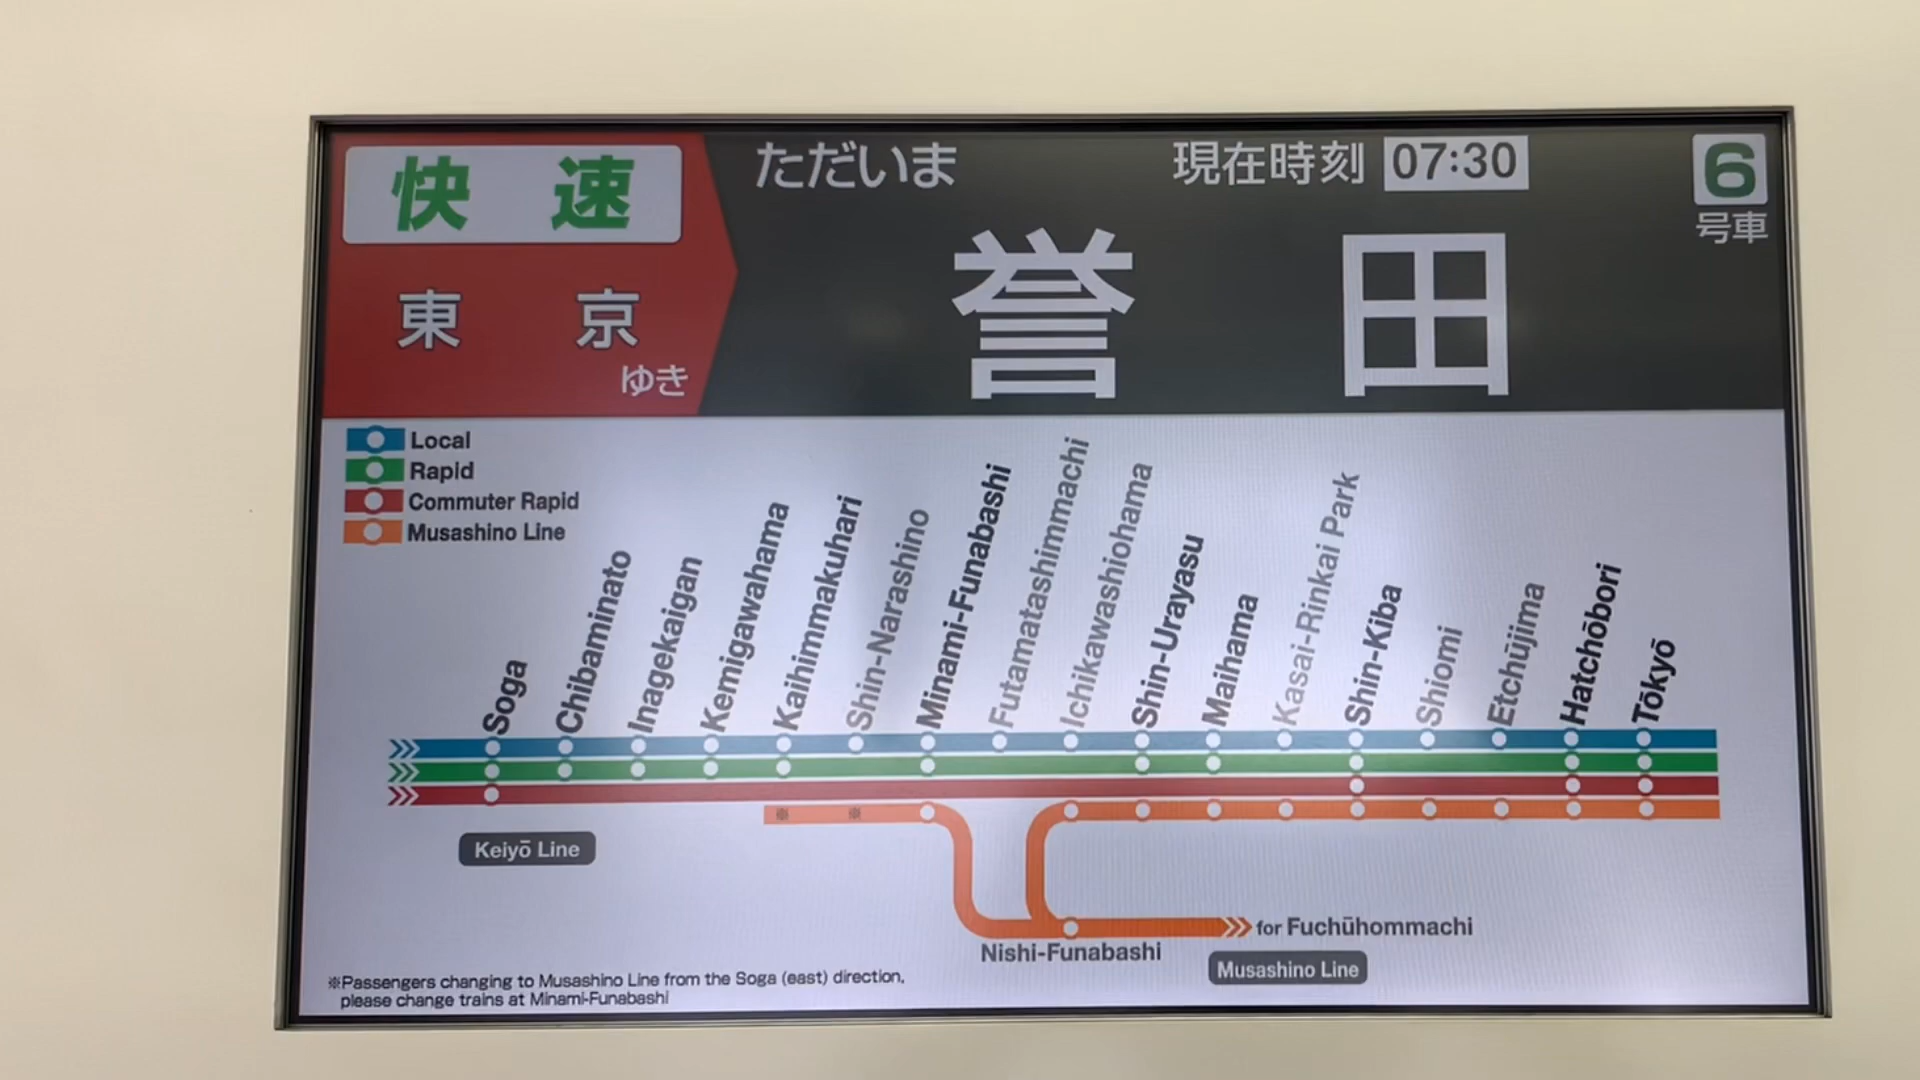 快速
東京
ゆき
ただいま
現在時刻 07:30
誉田
6
号車
Local
Rapid
Commuter Rapid
Musashino Line
Soga
Chibaminato
Inagekaigan
Kemigawahama
Kaihimmakuhari
Shin-Narashino
Minami-Funabashi
Futamatashimmachi
Ichikawashiohama
Shin-Urayasu
Maihama
Kasai-Rinkai Park
Shin-Kiba
Shiomi
Etchūjima
Hatchōbori
Tōkyō
※ ※
Keiyō Line
for Fuchūhommachi
Nishi-Funabashi
Musashino Line
※Passengers changing to Musashino Line from the Soga (east) direction,
please change trains at Minami-Funabashi